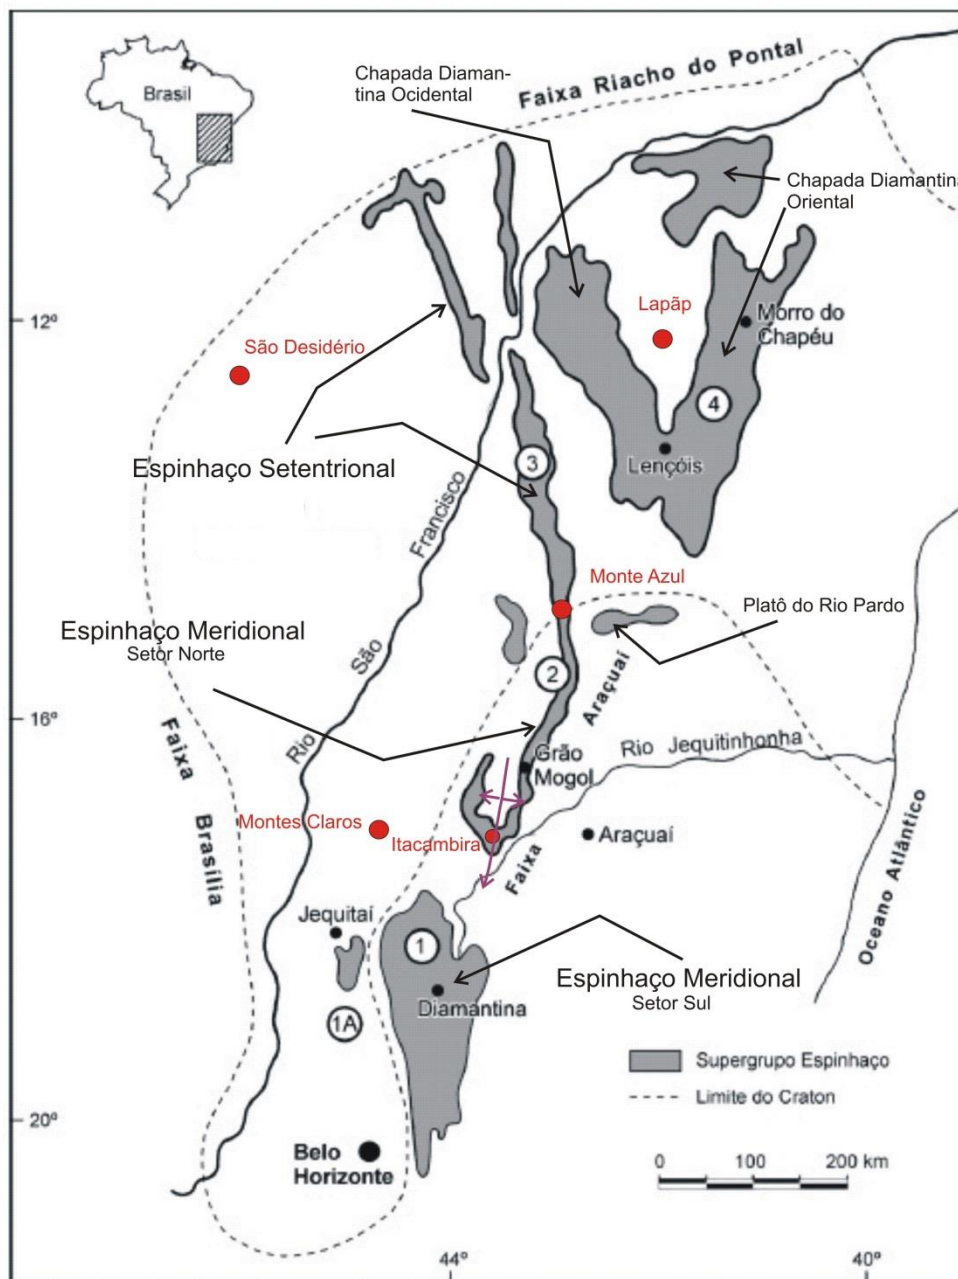 Brasil
Chapada Diaman-
tina Ocidental
Faixa Riacho do Pontal
Chapada Diamantina
Oriental
12º
São Desidério
Lapãp
Morro do
Chapéu
4
Espinhaço Setentrional
3
Lençóis
Rio São Francisco
Monte Azul
Platô do Rio Pardo
Espinhaço Meridional
Setor Norte
2
16º
Faixa Brasília
Faixa Araçuaí
Grão
Mogol
Rio Jequitinhonha
Montes Claros
Itacambira
Araçuaí
Oceano Atlântico
Jequitaí
1
Espinhaço Meridional
Setor Sul
Diamantina
1A
Supergrupo Espinhaço
Limite do Craton
20º
Belo
Horizonte
0 100 200 km
44º
40º